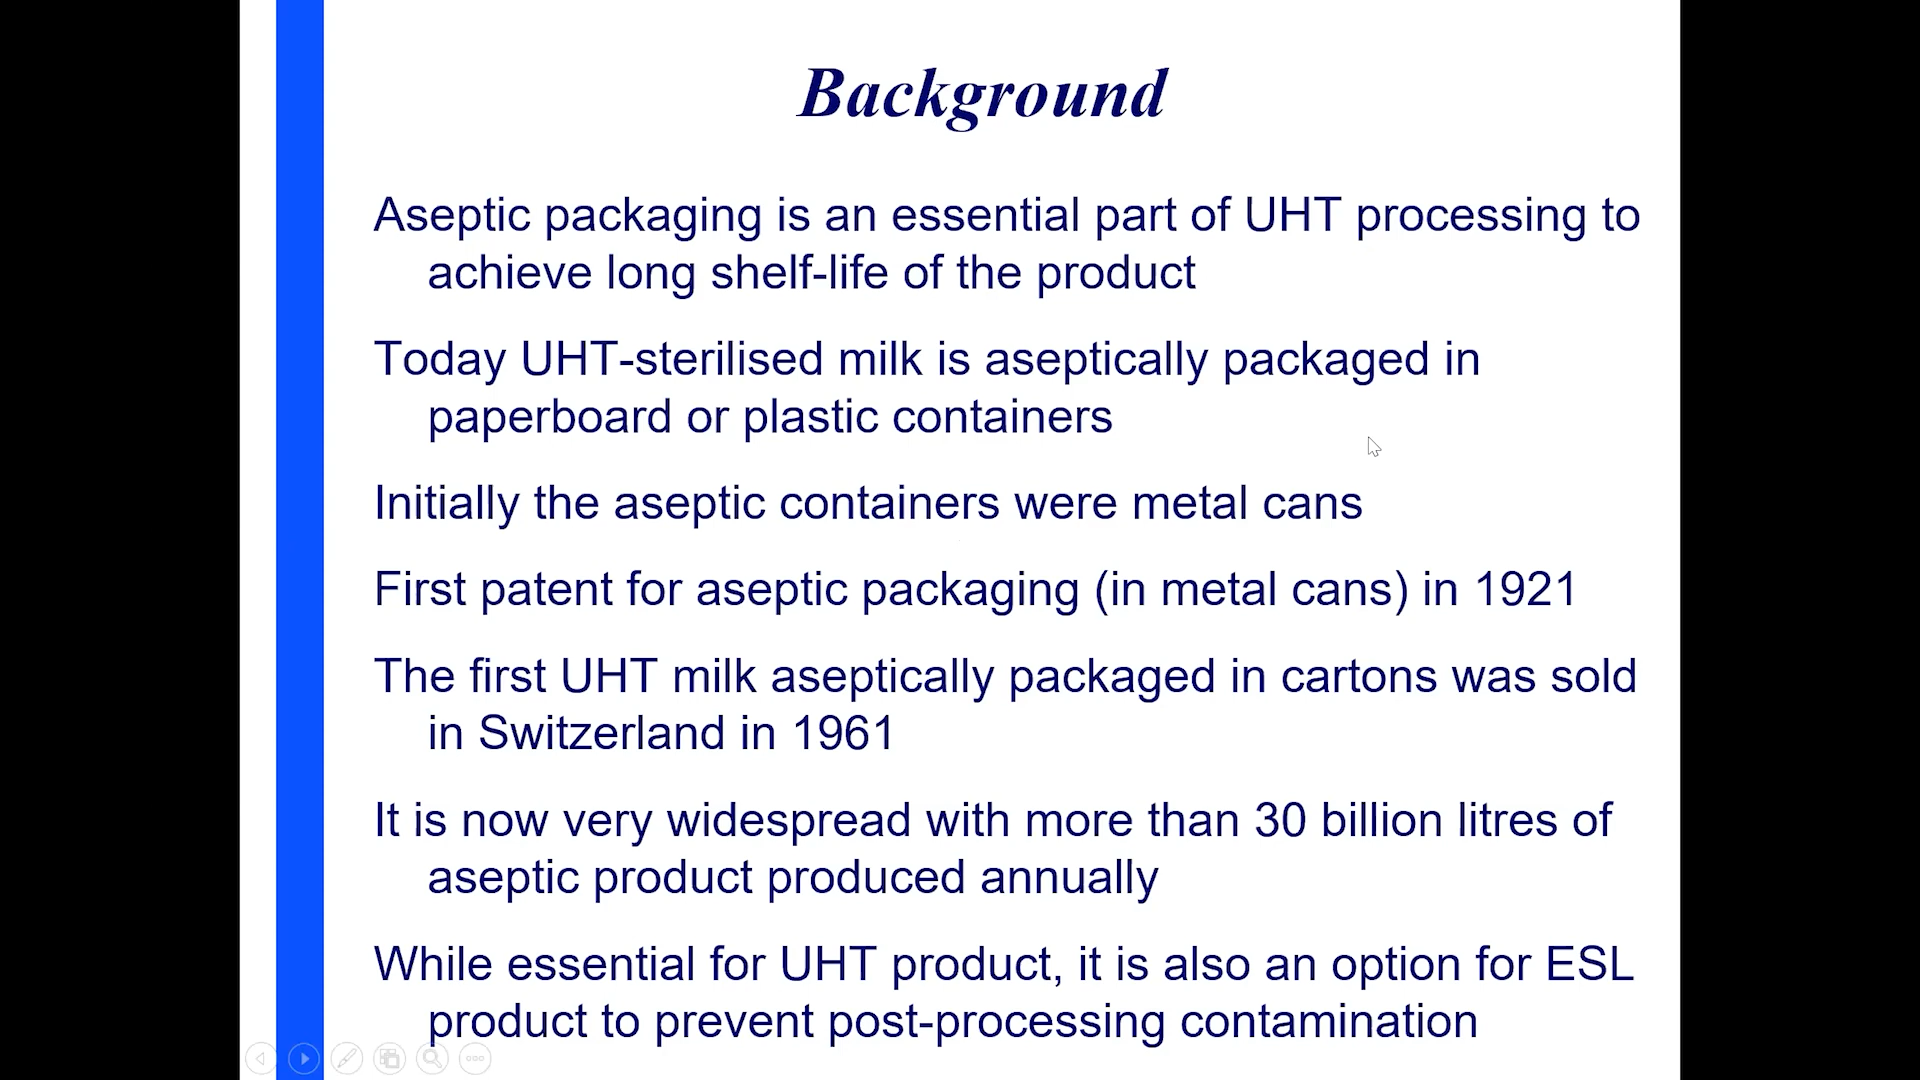 Background
Aseptic packaging is an essential part of UHT processing to
achieve long shelf-life of the product
Today UHT-sterilised milk is aseptically packaged in
paperboard or plastic containers
Initially the aseptic containers were metal cans
First patent for aseptic packaging (in metal cans) in 1921
The first UHT milk aseptically packaged in cartons was sold
in Switzerland in 1961
It is now very widespread with more than 30 billion litres of
aseptic product produced annually
While essential for UHT product, it is also an option for ESL
product to prevent post-processing contamination